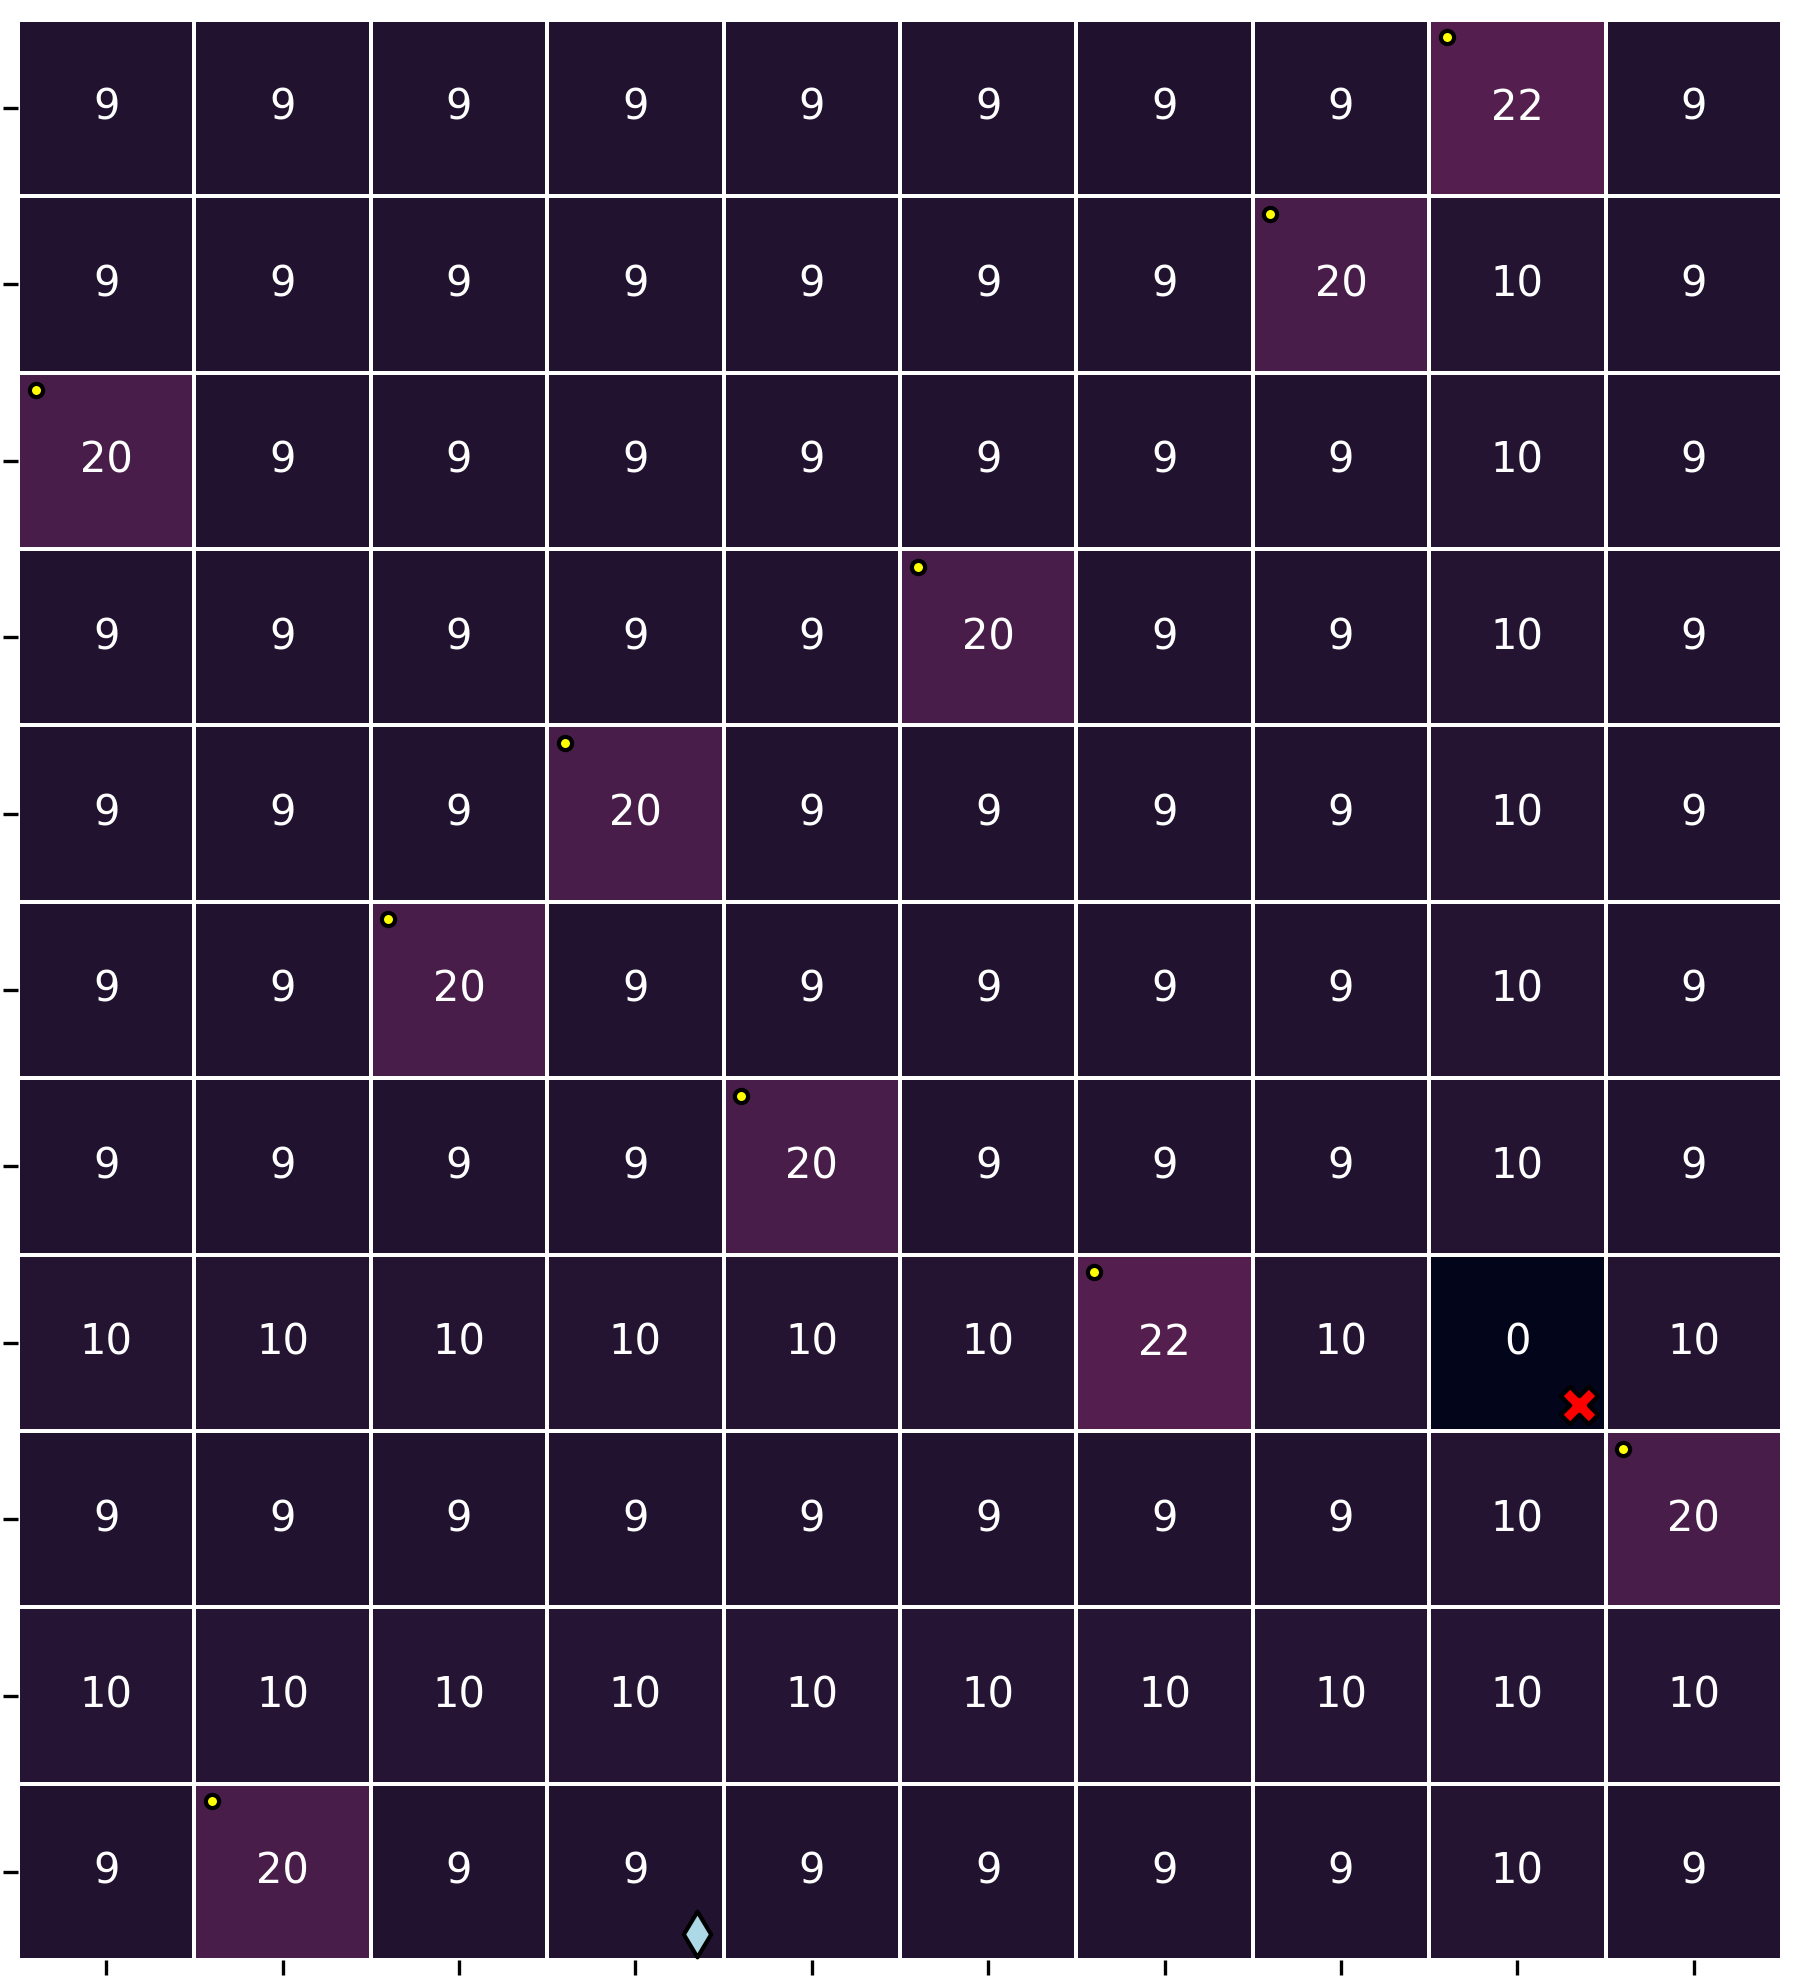 9 9 9 9 9 9 9 9 22 9
9 9 9 9 9 9 9 20 10 9
20 9 9 9 9 9 9 9 10 9
9 9 9 9 9 20 9 9 10 9
9 9 9 20 9 9 9 9 10 9
9 9 20 9 9 9 9 9 10 9
9 9 9 9 20 9 9 9 10 9
10 10 10 10 10 10 22 10 0 10
9 9 9 9 9 9 9 9 10 20
10 10 10 10 10 10 10 10 10 10
9 20 9 9 9 9 9 9 10 9